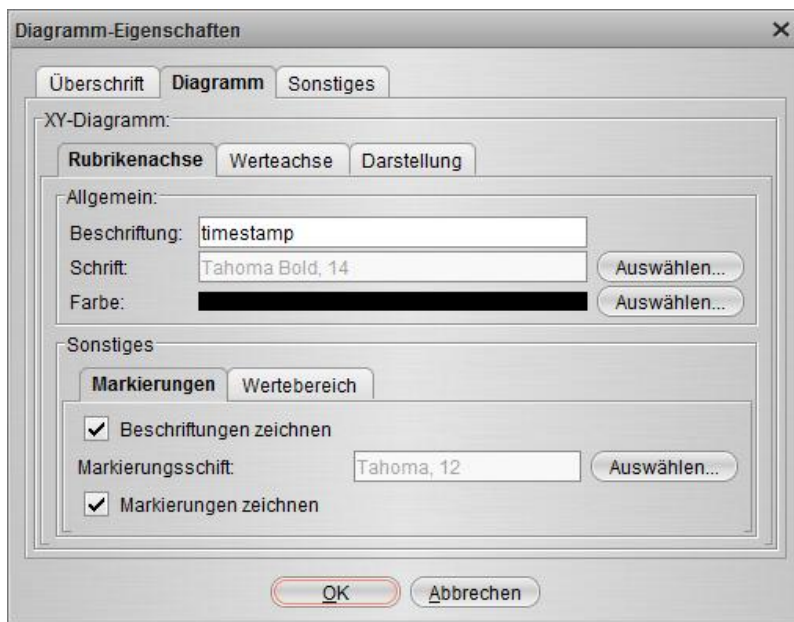 Diagramm-Eigenschaften
Überschrift Diagramm Sonstiges
XY-Diagramm:
Rubrikenachse Werteachse Darstellung
Allgemein:
Beschriftung: timestamp
Schrift: Tahoma Bold, 14 Auswählen...
Farbe: Auswählen...
Sonstiges
Markierungen Wertebereich
Beschriftungen zeichnen
Markierungsschift: Tahoma, 12 Auswählen...
Markierungen zeichnen
OK Abbrechen